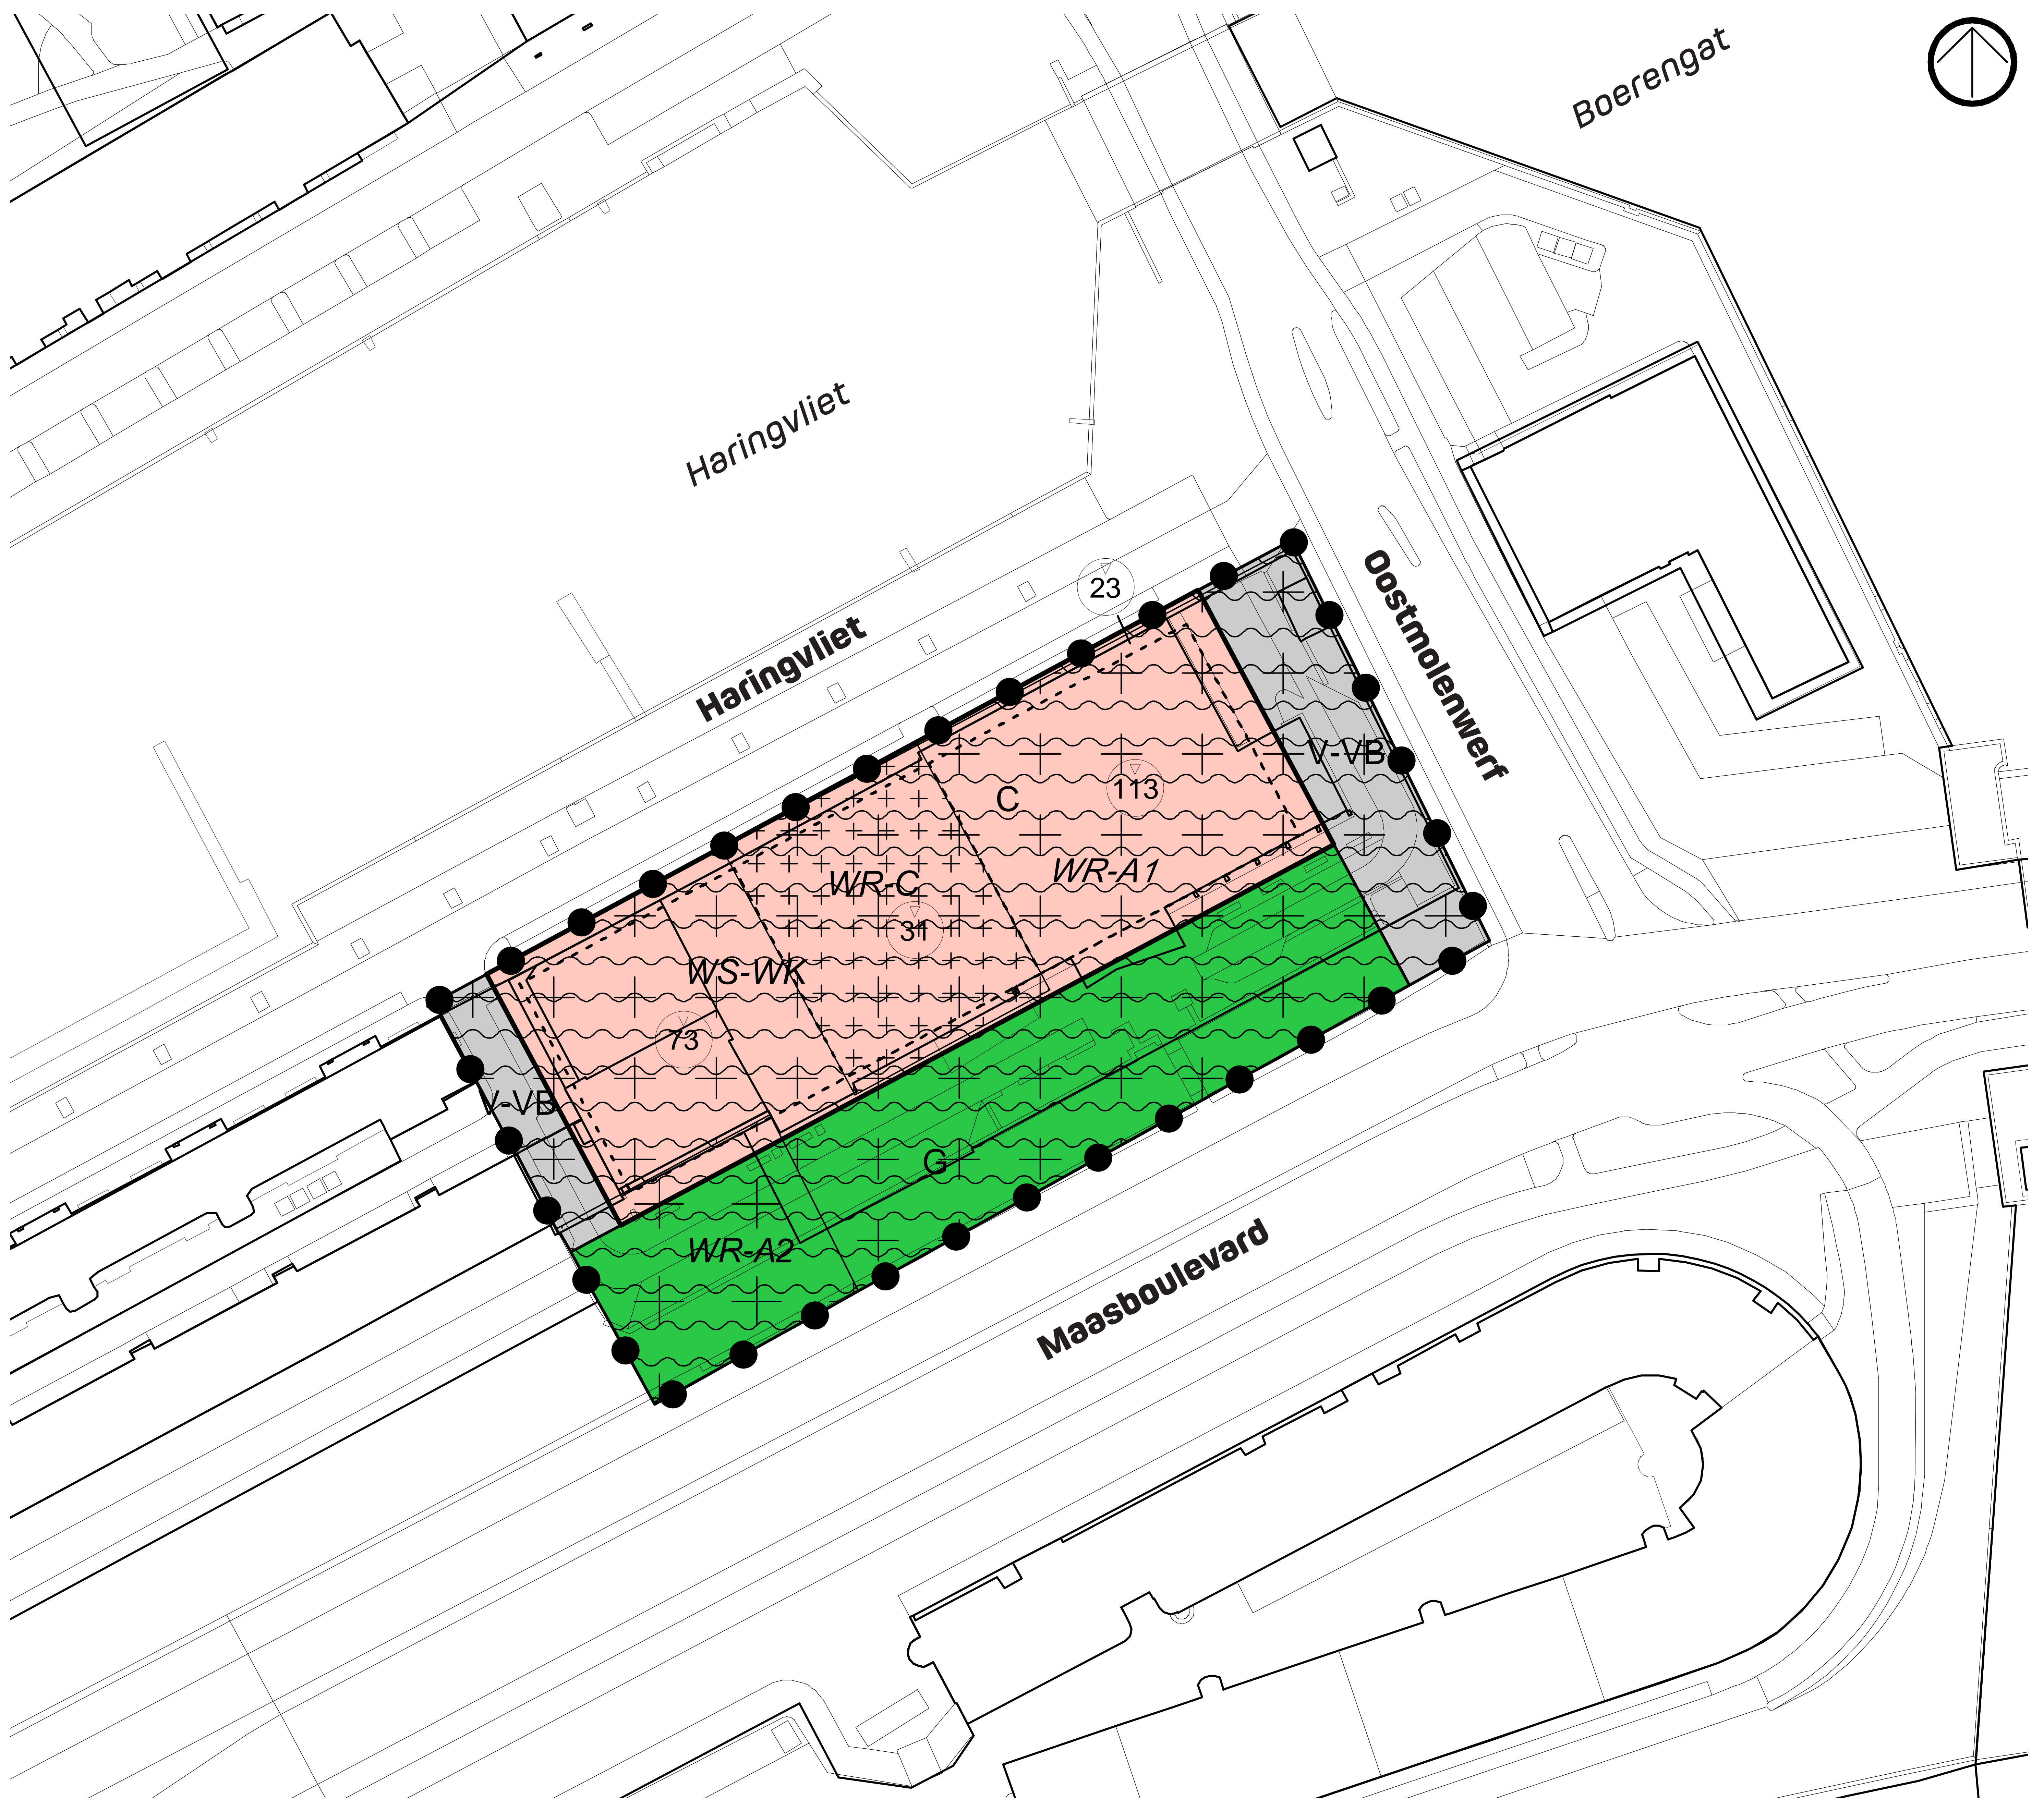 Boerengat
Haringvliet
Oostmolenwerf
23
Haringvliet
V-VB
C
113
WR-A1
WR-C
31
WS-WK
73
V-VB
G
WR-A2
Maasboulevard